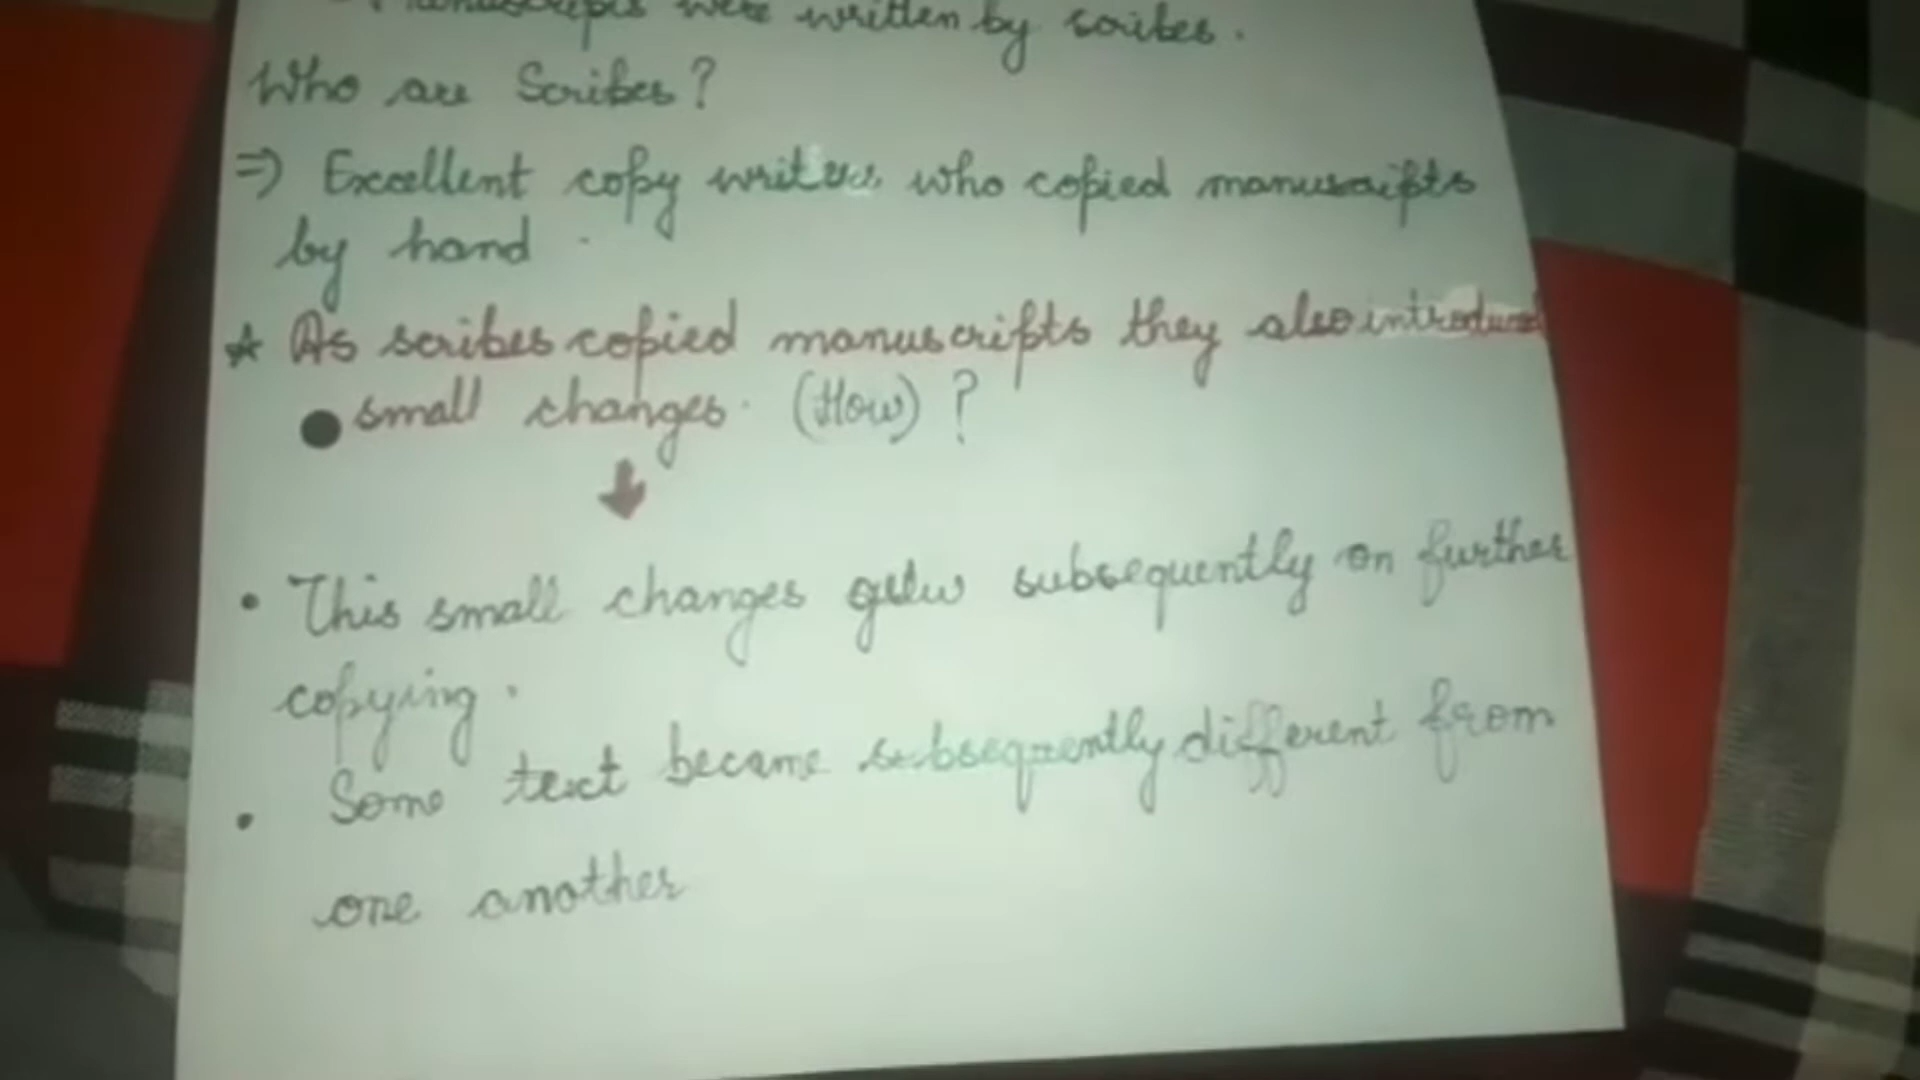 Manuscripts were written by scribes.
Who are Scribes?
=> Excellent copy writers who copied manuscripts
by hand.
☆ As scribes copied manuscripts they also introduced
● small changes. (How) ?
↓
• This small changes grew subsequently on further
copying.
• Some text became subsequently different from
one another